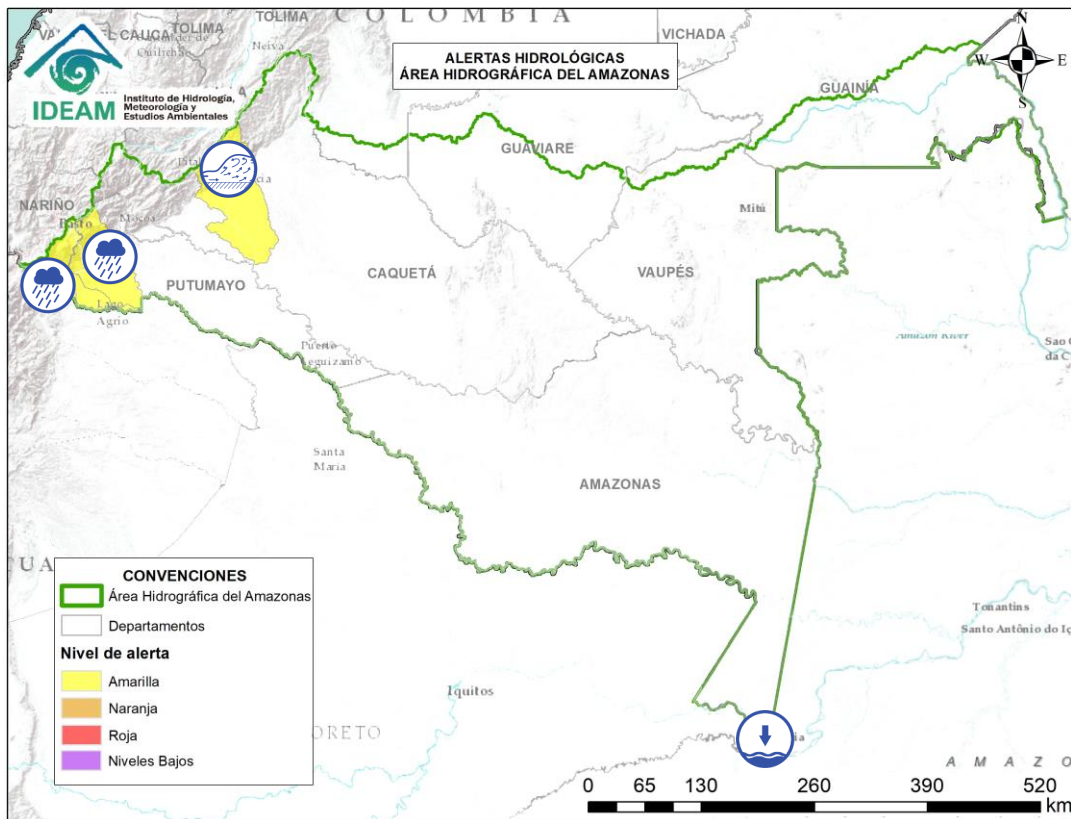 COLOMBIA
TOLIMA
TOLIMA
Neiva
VICHADA
ALERTAS HIDROLÓGICAS
ÁREA HIDROGRÁFICA DEL AMAZONAS
N
W
E
S
IDEAM
Instituto de Hidrología,
Meteorología y
Estudios Ambientales
GUAINÍA
GUAVIARE
NARIÑO
Pasto
Mocoa
Mitú
CAQUETÁ
VAUPÉS
PUTUMAYO
Lago
Agrio
Puerto
Amazon River
Santa
Maria
AMAZONAS
CONVENCIONES
Área Hidrográfica del Amazonas
Departamentos
Nivel de alerta
Amarilla
Naranja
Roja
Niveles Bajos
Tonantins
Santo Antônio do Iç
Iquitos
ORETO
AMAZO
0 65 130 260 390 520
km